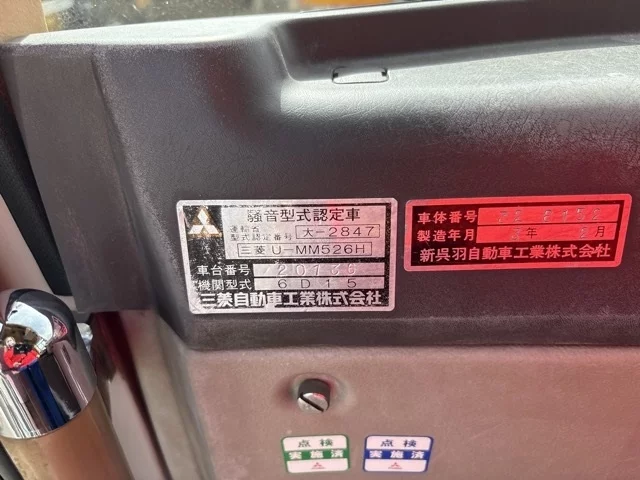 騒音型式認定車
運輸省
型式認定番号 大-2847
三菱 U-MM526H
車台番号
機関型式 6D15
三菱自動車工業株式会社
車体番号
製造年月 年 月
新呉羽自動車工業株式会社
点検
実施済
点検
実施済